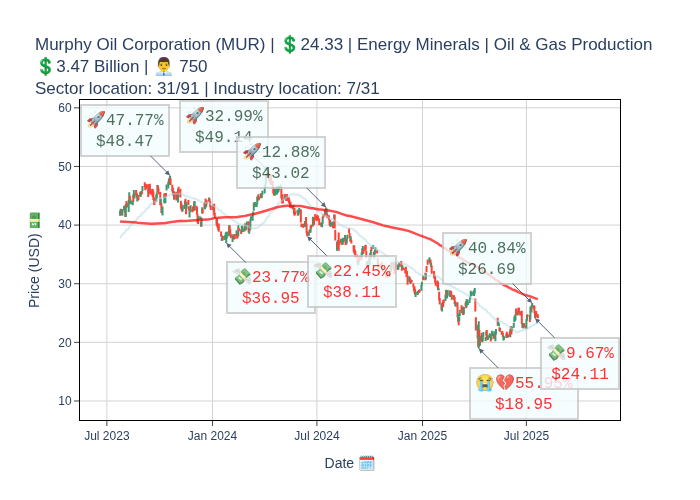 Murphy Oil Corporation (MUR) | 💲24.33 | Energy Minerals | Oil & Gas Production
💲3.47 Billion | 👨‍💼 750
Sector location: 31/91 | Industry location: 7/31
🚀47.77%
$48.47
🚀32.99%
$49.14
🚀12.88%
$43.02
🚀40.84%
$26.69
💸23.77%
$36.95
💸22.45%
$38.11
💸9.67%
$24.11
😭💔55.95%
$18.95
60
50
40
30
20
10
Price (USD) 💵
Jul 2023
Jan 2024
Jul 2024
Jan 2025
Jul 2025
Date 🗓️